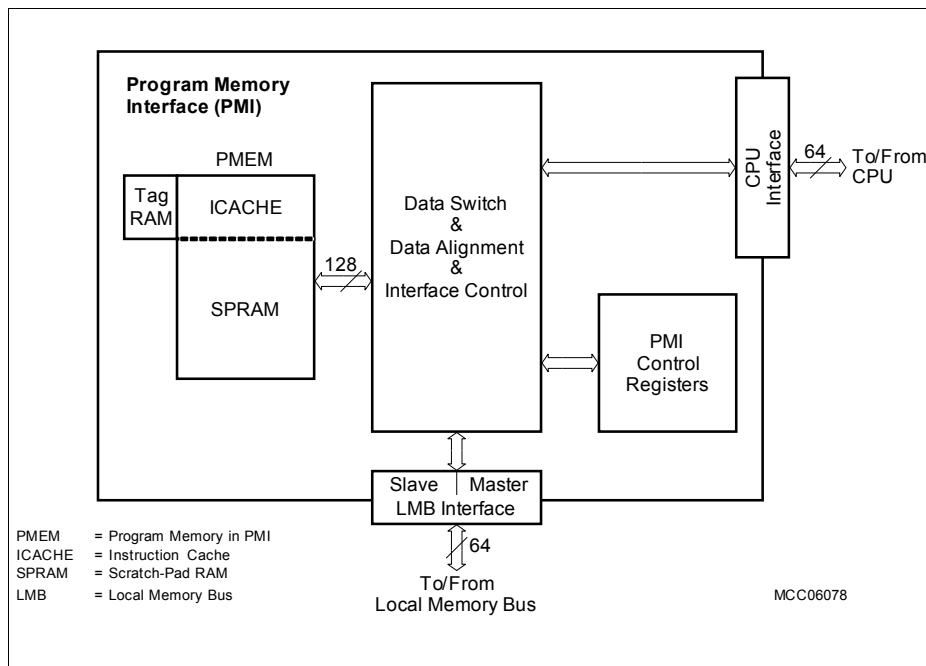 Program Memory
Interface (PMI)
PMEM
Tag
RAM
ICACHE
SPRAM
128
Data Switch
&
Data Alignment
&
Interface Control
CPU
Interface
64
To/From
CPU
PMI
Control
Registers
Slave
Master
LMB Interface
64
To/From
Local Memory Bus
PMEM = Program Memory in PMI
ICACHE = Instruction Cache
SPRAM = Scratch-Pad RAM
LMB = Local Memory Bus
MCC06078